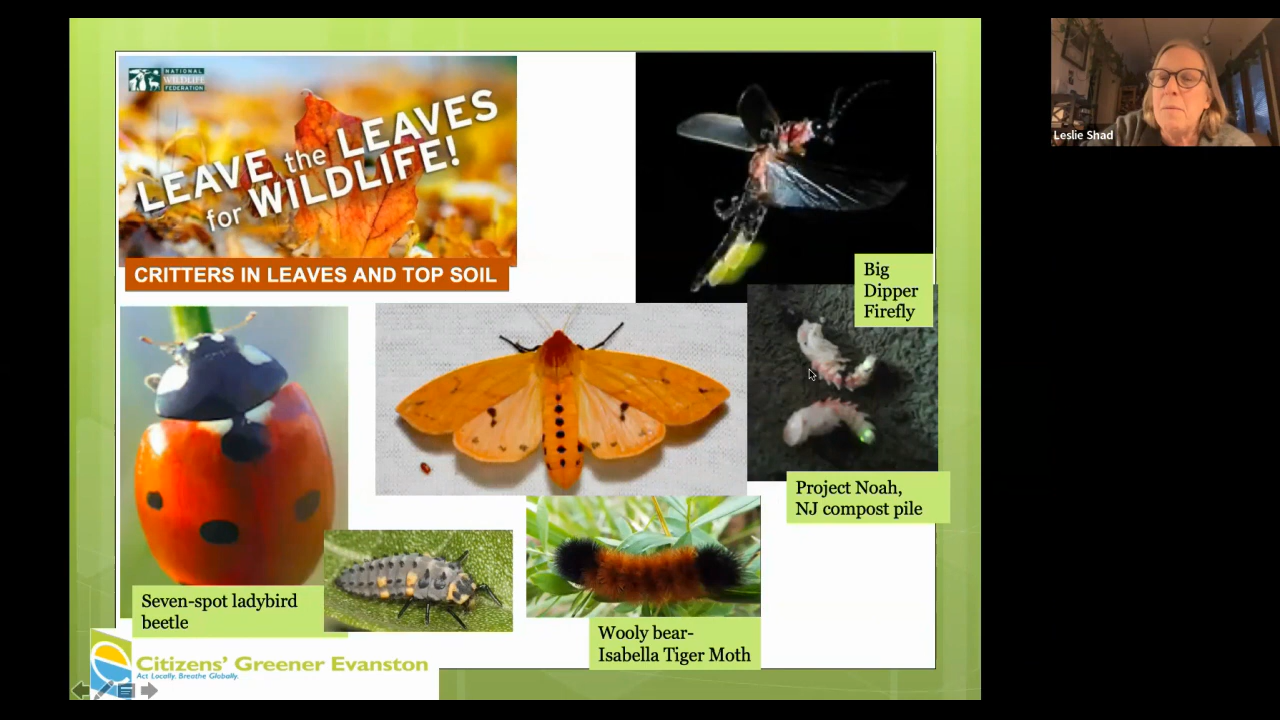 NATIONAL
WILDLIFE
FEDERATION
LEAVE the LEAVES
for WILDLIFE!
CRITTERS IN LEAVES AND TOP SOIL
Leslie Shad
Big
Dipper
Firefly
Project Noah,
NJ compost pile
Seven-spot ladybird
beetle
Wooly bear-
Isabella Tiger Moth
Citizens' Greener Evanston
Act Locally. Breathe Globally.